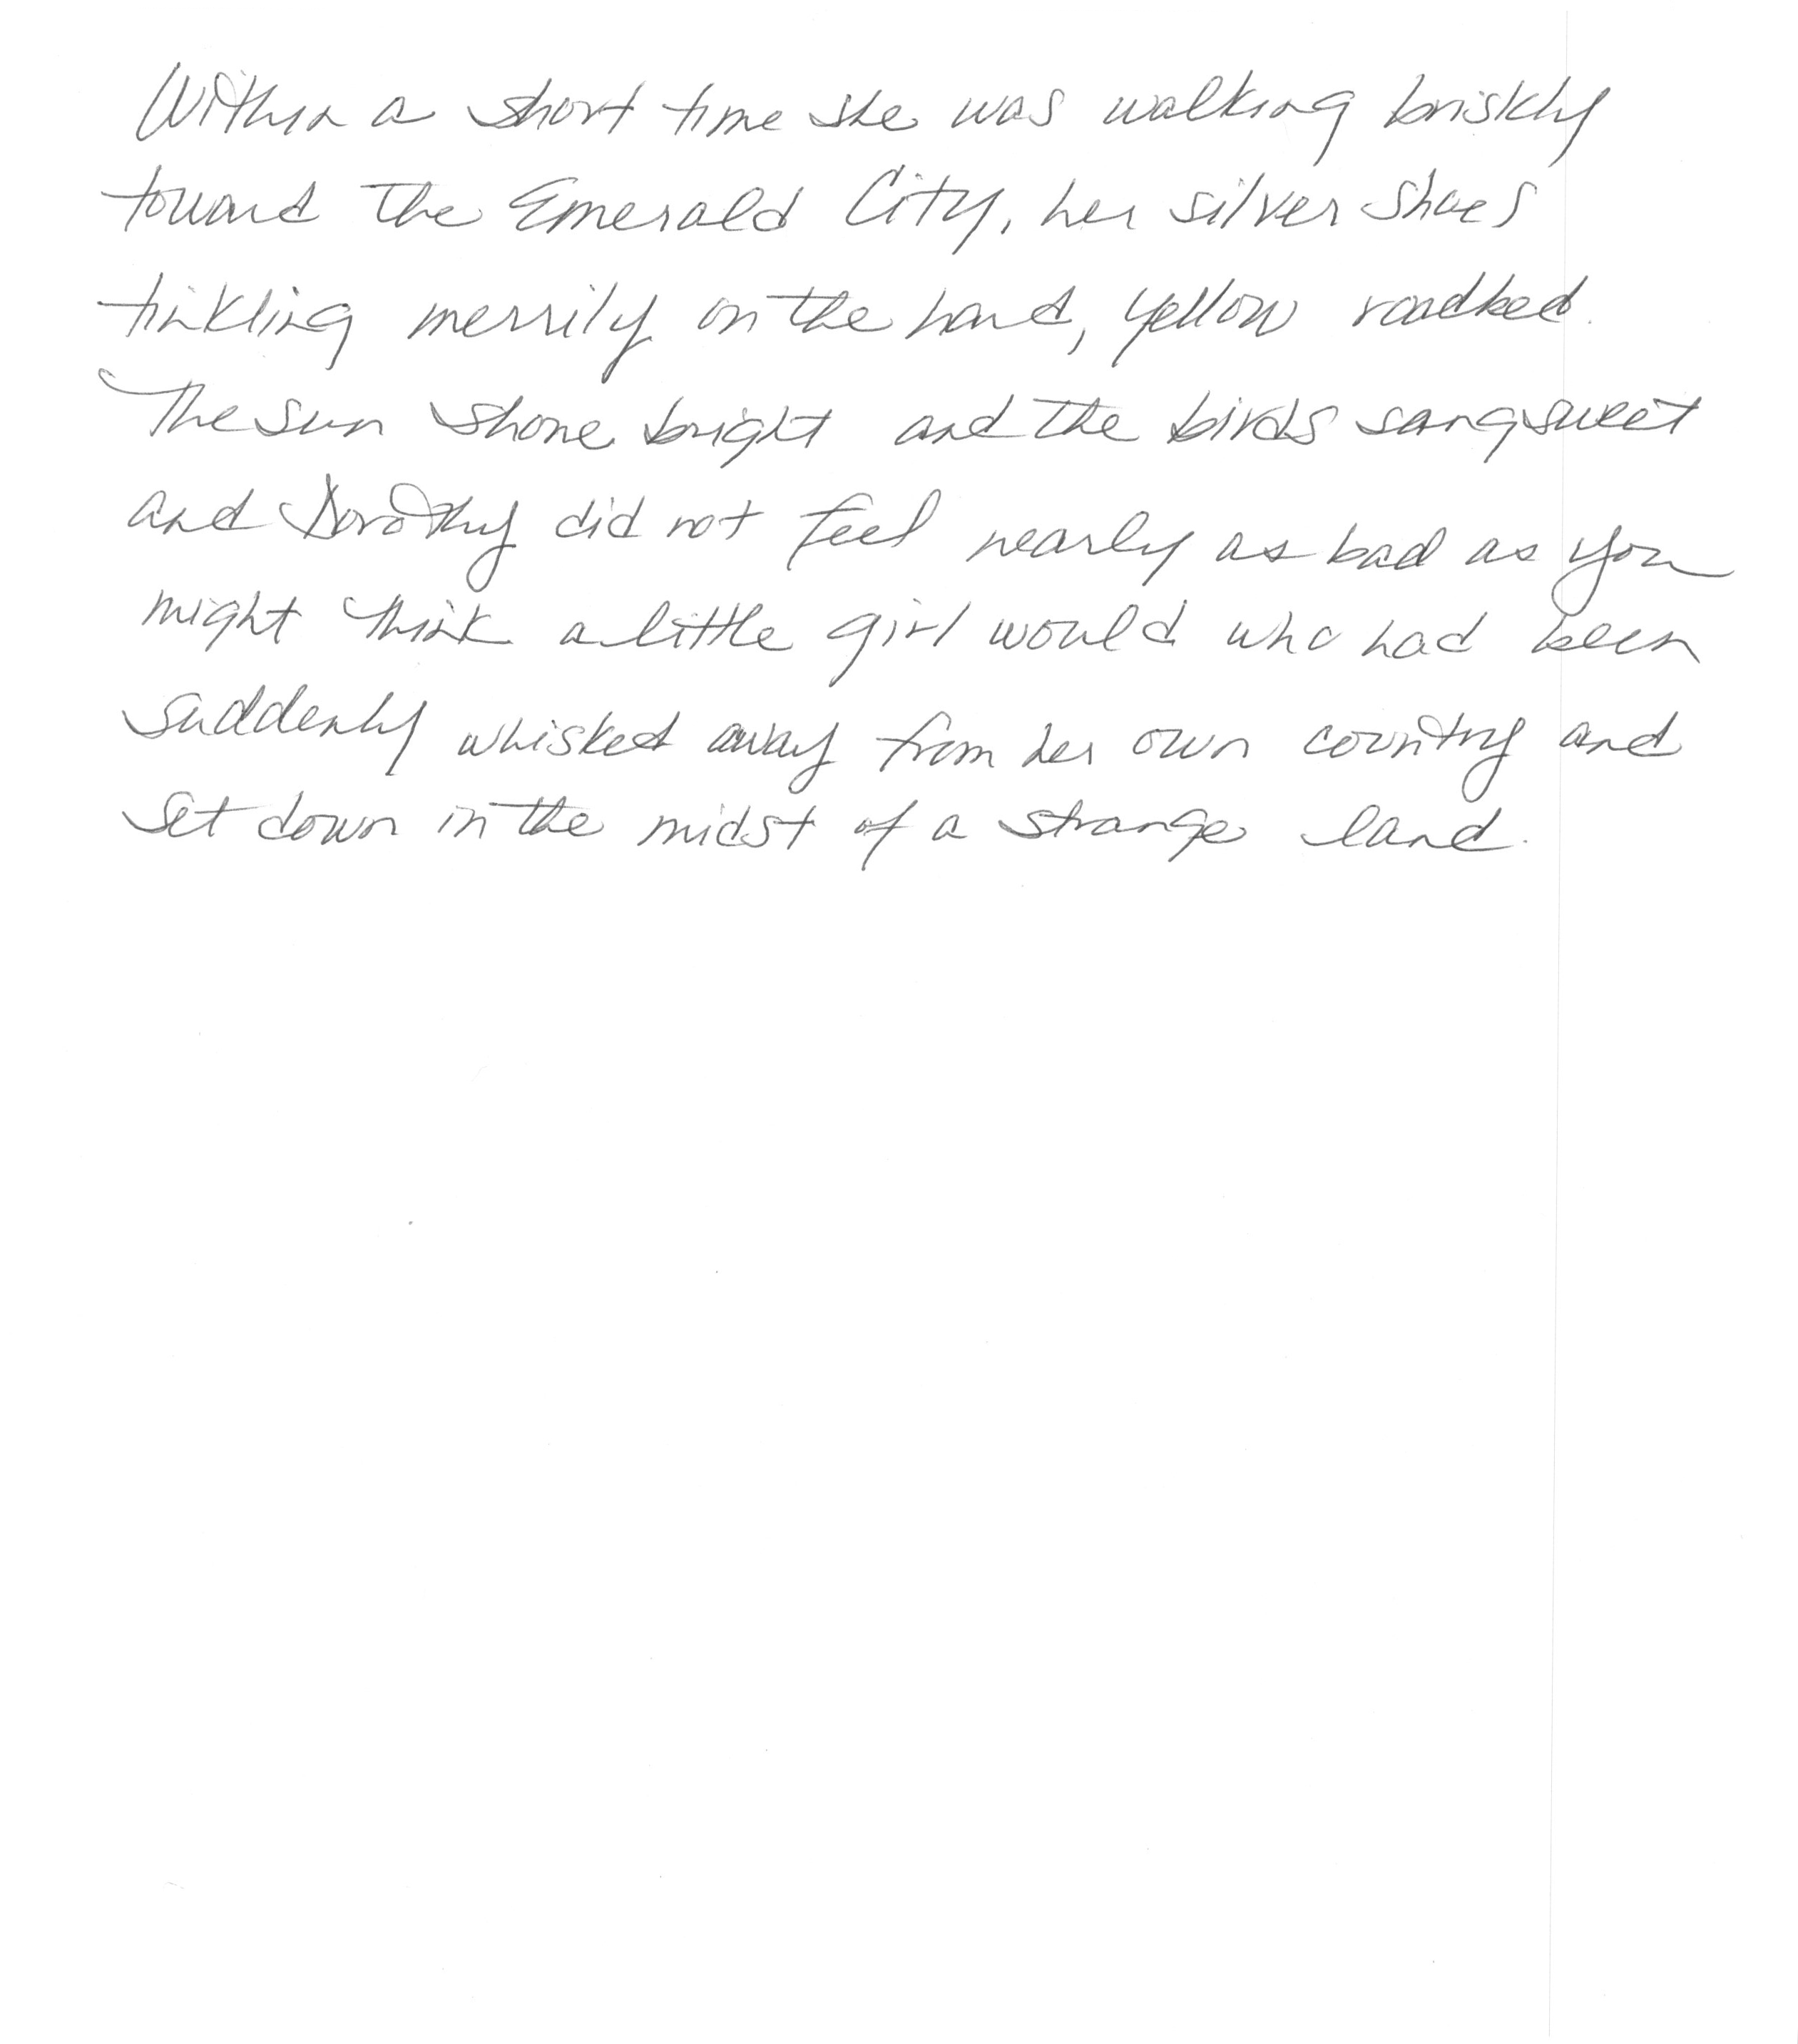 Within a short time she was walking briskly
toward the Emerald City, her silver shoes
tinkling merrily on the hard, yellow roadbed.
The sun shone bright and the birds sang sweet
and Dorothy did not feel nearly as bad as you
might think a little girl would who had been
suddenly whisked away from her own country and
set down in the midst of a strange land.